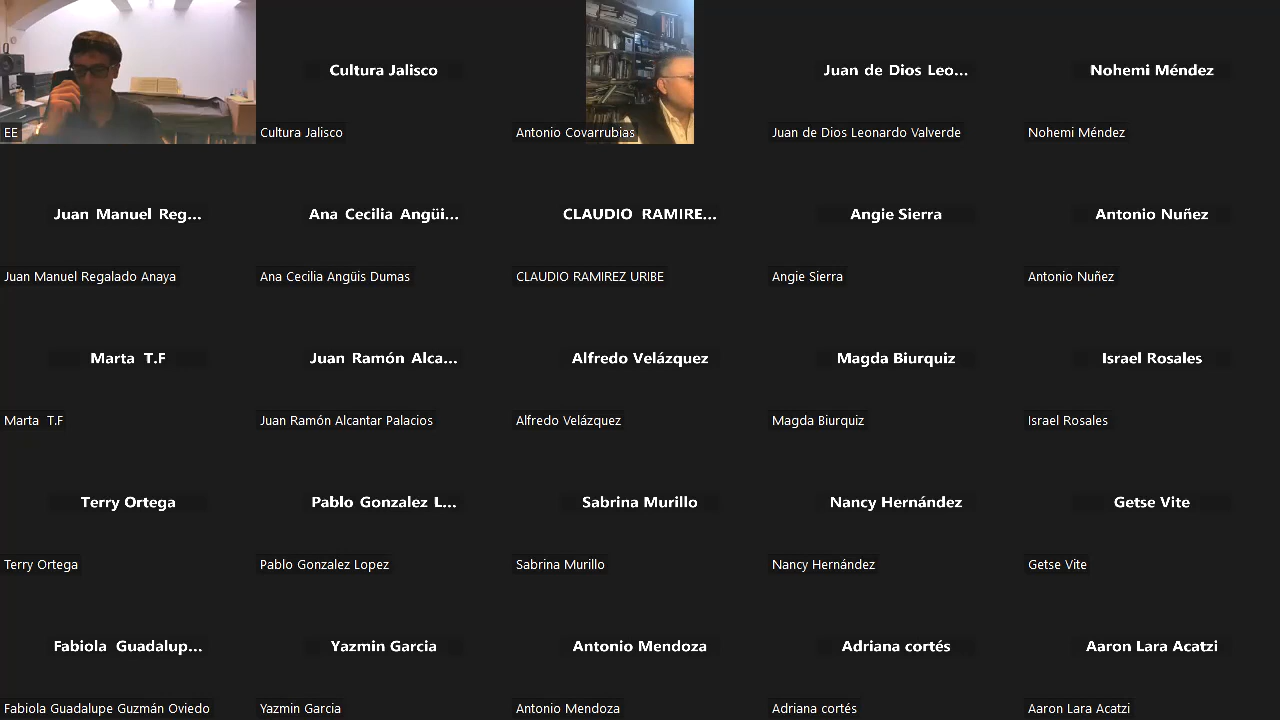 Cultura Jalisco
Juan de Dios Leo...
Nohemi Méndez
EE
Cultura Jalisco
Antonio Covarrubias
Juan de Dios Leonardo Valverde
Nohemi Méndez
Juan Manuel Reg...
Ana Cecilia Angüi...
CLAUDIO RAMIRE...
Angie Sierra
Antonio Nuñez
Juan Manuel Regalado Anaya
Ana Cecilia Angüis Dumas
CLAUDIO RAMIREZ URIBE
Angie Sierra
Antonio Nuñez
Marta T.F
Juan Ramón Alca...
Alfredo Velázquez
Magda Biurquiz
Israel Rosales
Marta T.F
Juan Ramón Alcantar Palacios
Alfredo Velázquez
Magda Biurquiz
Israel Rosales
Terry Ortega
Pablo Gonzalez L...
Sabrina Murillo
Nancy Hernández
Getse Vite
Terry Ortega
Pablo Gonzalez Lopez
Sabrina Murillo
Nancy Hernández
Getse Vite
Fabiola Guadalup...
Yazmin Garcia
Antonio Mendoza
Adriana cortés
Aaron Lara Acatzi
Fabiola Guadalupe Guzmán Oviedo
Yazmin Garcia
Antonio Mendoza
Adriana cortés
Aaron Lara Acatzi